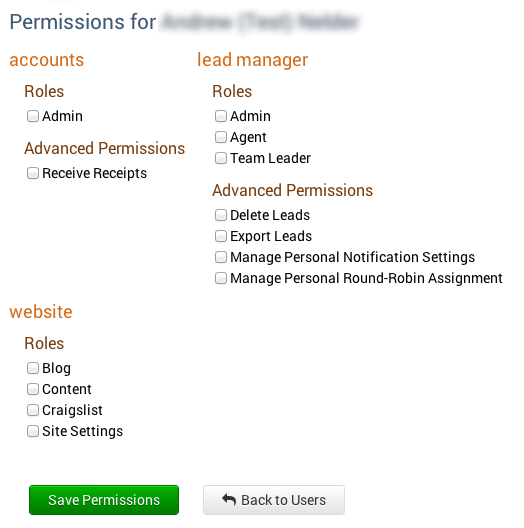 Permissions for
accounts
Roles
Admin
Advanced Permissions
Receive Receipts
lead manager
Roles
Admin
Agent
Team Leader
Advanced Permissions
Delete Leads
Export Leads
Manage Personal Notification Settings
Manage Personal Round-Robin Assignment
website
Roles
Blog
Content
Craigslist
Site Settings
Save Permissions
Back to Users